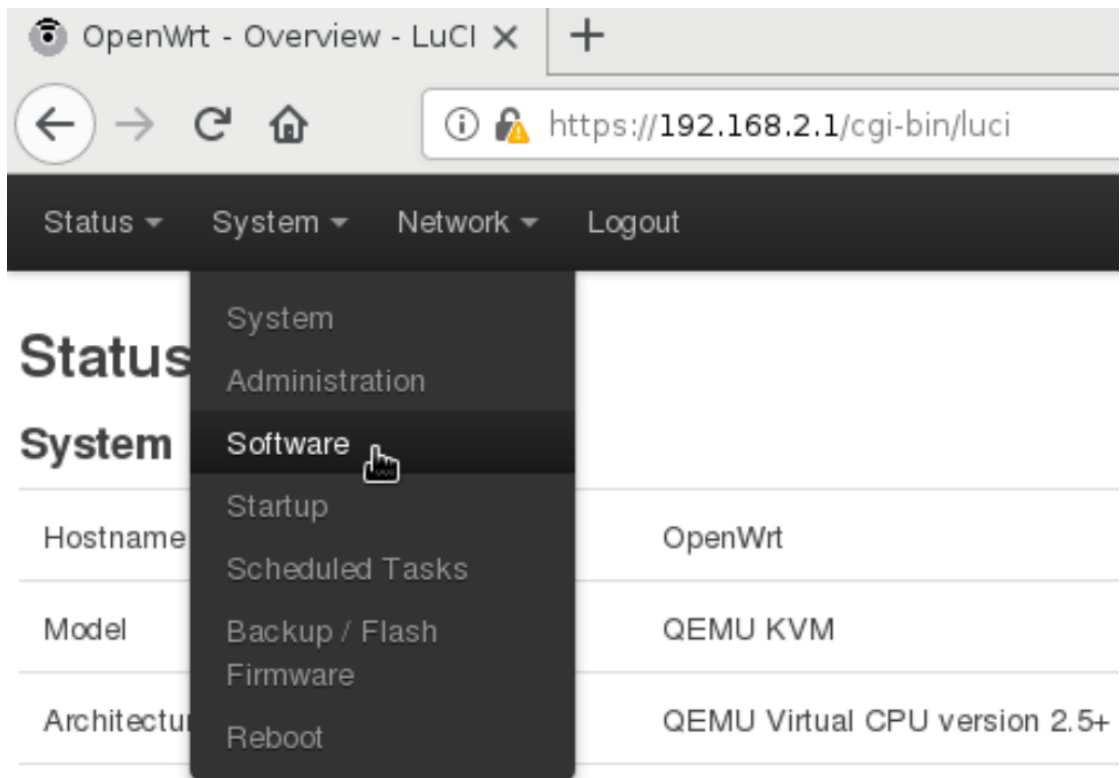 OpenWrt - Overview - LuCI
https://192.168.2.1/cgi-bin/luci
Status System Network Logout
System
Status
Administration
System
Software
Startup
Hostname
OpenWrt
Scheduled Tasks
Model
QEMU KVM
Backup / Flash
Firmware
QEMU Virtual CPU version 2.5+
Reboot